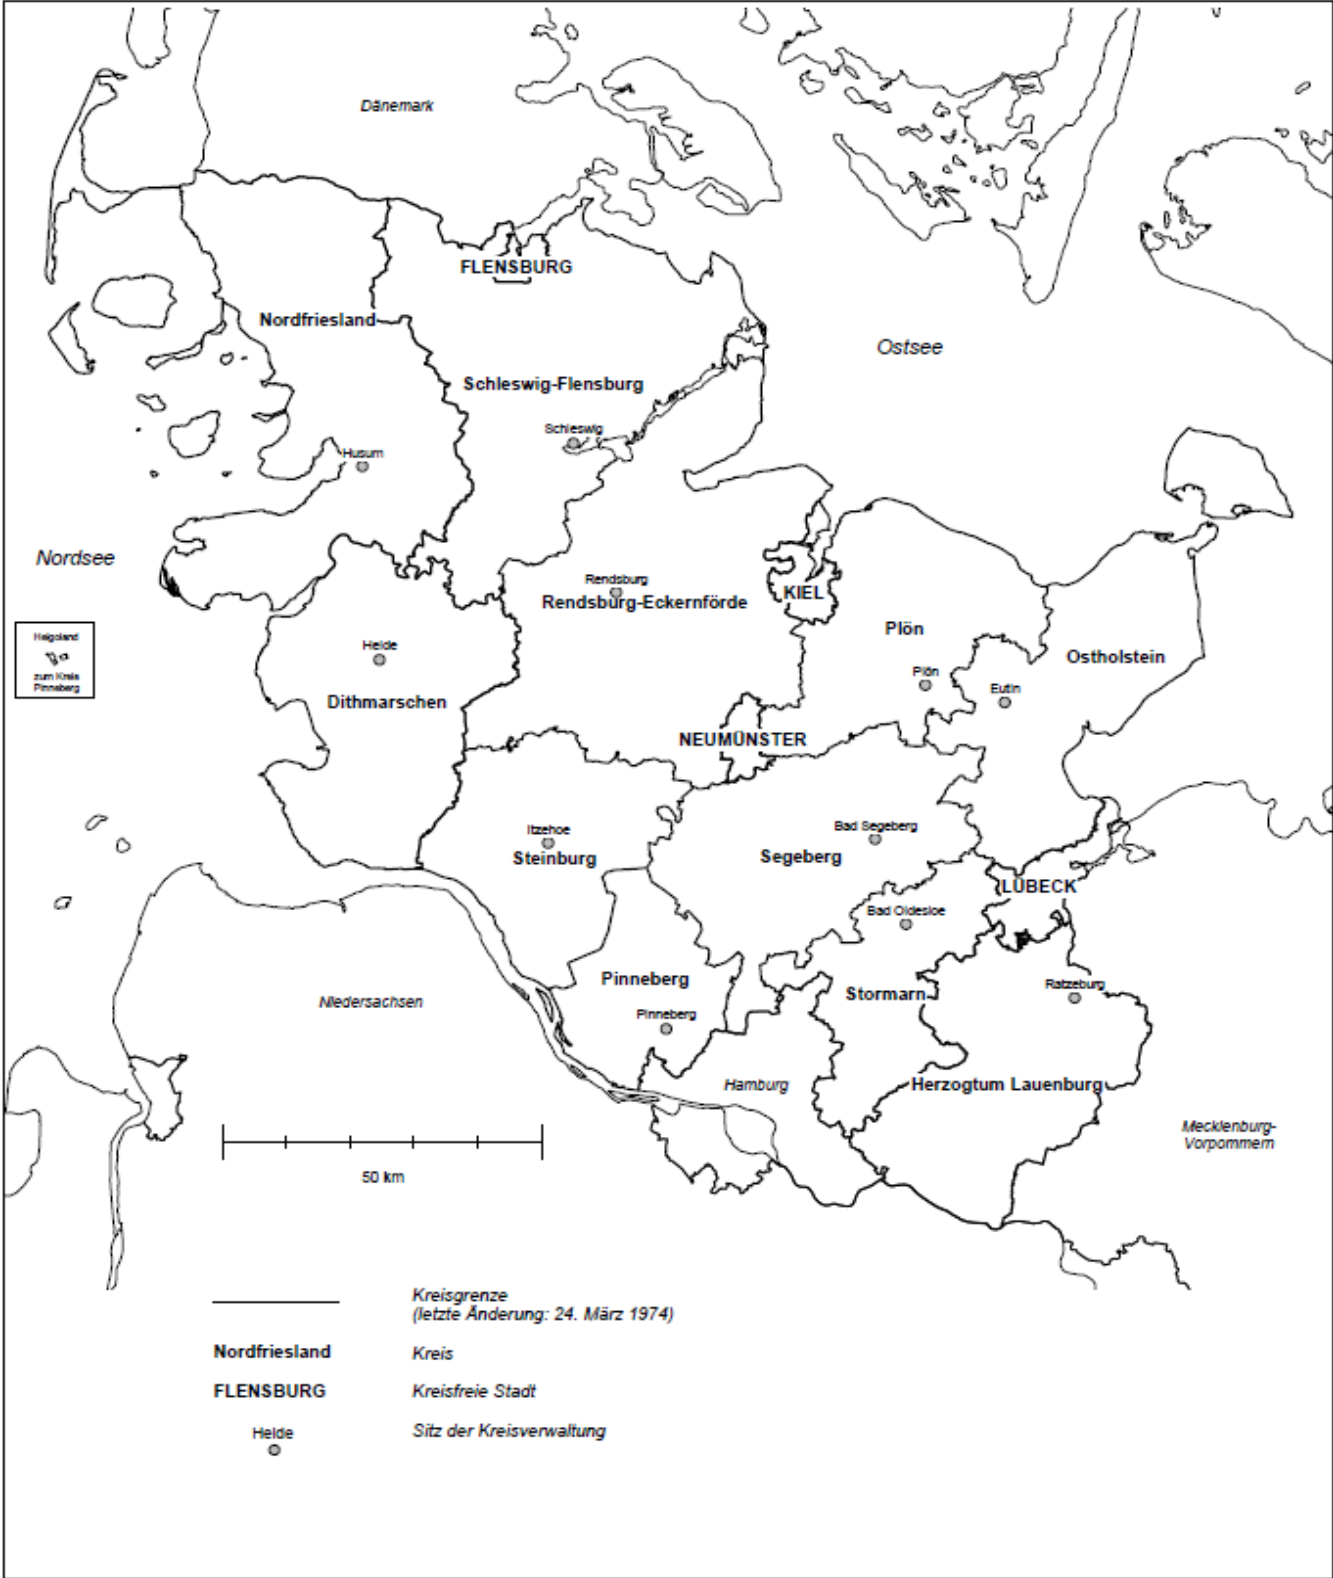 Dänemark
FLENSBURG
Nordfriesland
Ostsee
Schleswig-Flensburg
Schleswig
Husum
Nordsee
Rendsburg
Rendsburg-Eckernförde
KIEL
Plön
Helgoland
zum Kreis
Pinneberg
Heide
Ostholstein
Plön
Eutin
Dithmarschen
NEUMÜNSTER
Itzehoe
Steinburg
Bad Segeberg
Segeberg
LÜBECK
Bad Oldesloe
Pinneberg
Ratzeburg
Stormarn
Niedersachsen
Pinneberg
Hamburg
Herzogtum Lauenburg
Mecklenburg-
Vorpommern
50 km
Kreisgrenze
(letzte Änderung: 24. März 1974)
Nordfriesland
Kreis
FLENSBURG
Kreisfreie Stadt
Heide
Sitz der Kreisverwaltung